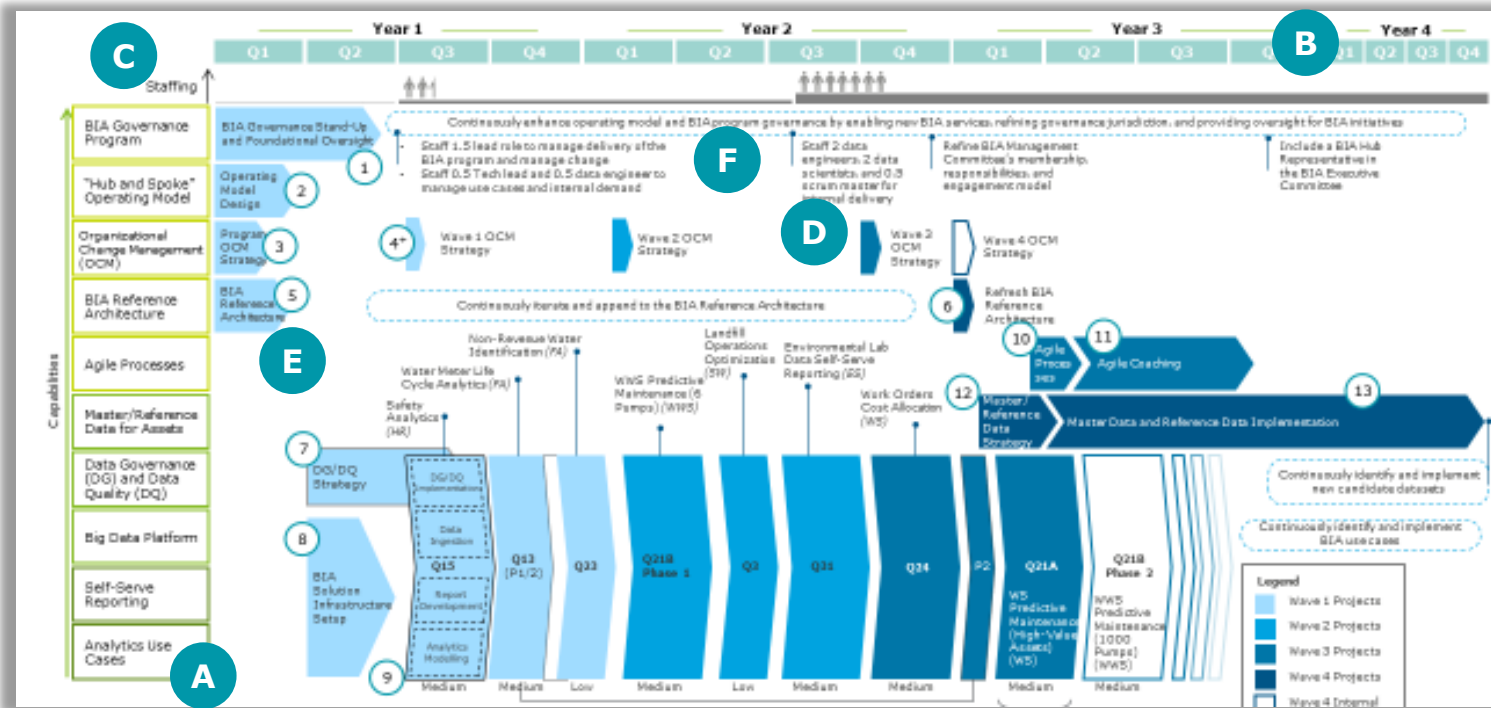 C
B
Year 1
Year 2
Year 3
Year 4
Q1 Q2 Q3 Q4 Q1 Q2 Q3 Q4 Q1 Q2 Q3 Q1 Q2 Q3 Q4
Staffing
Capabilities
BIA Governance
Program
"Hub and Spoke"
Operating Model
Organizational
Change Management
(OCM)
BIA Reference
Architecture
Agile Processes
Master/Reference
Data for Assets
Data Governance
(DG) and Data
Quality (DQ)
Big Data Platform
Self-Serve
Reporting
Analytics Use
Cases
A
BIA Governance Stand-Up
and Foundational Oversight
1
Continuously enhance operating model and BIA program governance by enabling new BIA services, refining governance jurisdiction, and providing oversight for BIA initiatives
• Staff 1.5 lead role to manage delivery of the
BIA program and manage change
• Staff 0.5 Tech lead and 0.5 data engineer to
manage use cases and internal demand
F
Staff 2 data
engineers, 2 data
scientists, and 0.5
scrum master for
internal delivery
Refine BIA Management
Committee's membership,
responsibilities, and
engagement model
Include a BIA Hub
Representative in
the BIA Executive
Committee
Operating
Model
Design
2
Program
OCM
Strategy
3
4+
Wave 1 OCM
Strategy
Wave 2 OCM
Strategy
D
Wave 3
OCM
Strategy
Wave 4 OCM
Strategy
BIA
Reference
Architecture
5
Continuously iterate and append to the BIA Reference Architecture
6
Refresh BIA
Reference
Architecture
E
10
Agile
Proces
ses
11
Agile Coaching
12
Master/
Reference
Data
Strategy
13
Master Data and Reference Data Implementation
Safety
Analytics
(HR)
Water Meter Life
Cycle Analytics (FA)
Non-Revenue Water
Identification (FA)
WWS Predictive
Maintenance (6
Pumps) (WWS)
Landfill
Operations
Optimization
(SW)
Environmental Lab
Data Self-Serve
Reporting (ES)
Work Orders
Cost Allocation
(WS)
7
DG/DQ
Strategy
8
BIA
Solution
Infrastructure
Setup
9
DG/DQ
Implementation
Data
Ingestion
Q15
Report
Development
Analytics
Modelling
Q13
(P1/2)
Q33
Q21B
Phase 1
Q3
Q31
Q24
P2
Q21A
WS
Predictive
Maintenance
(High-Value
Assets)
(WS)
Q21B
Phase 2
WWS
Predictive
Maintenance
(1000
Pumps)
(WWS)
Continuously identify and implement
new candidate datasets
Continuously identify and implement
BIA use cases
Medium Medium Low Medium Low Medium Medium Medium Medium
Legend
Wave 1 Projects
Wave 2 Projects
Wave 3 Projects
Wave 4 Projects
Wave 4 Internal